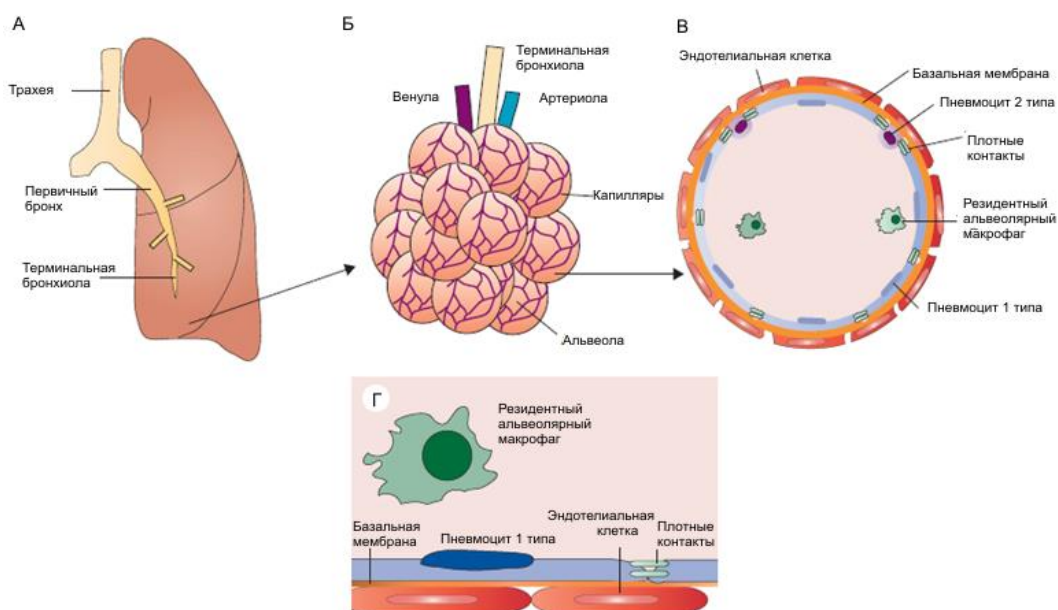 А
Трахея
Первичный
бронх
Терминальная
бронхиола
Б
Терминальная
бронхиола
Венула
Артериола
Капилляры
Альвеола
В
Эндотелиальная клетка
Базальная мембрана
Пневмоцит 2 типа
Плотные
контакты
Резидентный
альвеолярный
макрофаг
Пневмоцит 1 типа
Г
Резидентный
альвеолярный
макрофаг
Базальная
мембрана
Пневмоцит 1 типа
Эндотелиальная
клетка
Плотные
контакты